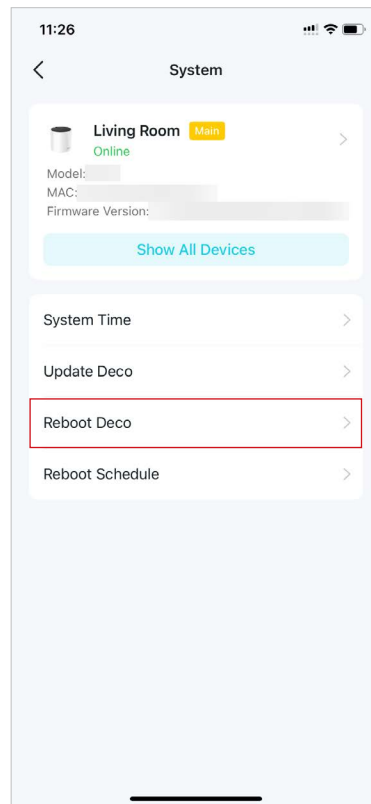 11:26
System
Living Room Main
Online
Model:
MAC:
Firmware Version:
Show All Devices
System Time
Update Deco
Reboot Deco
Reboot Schedule